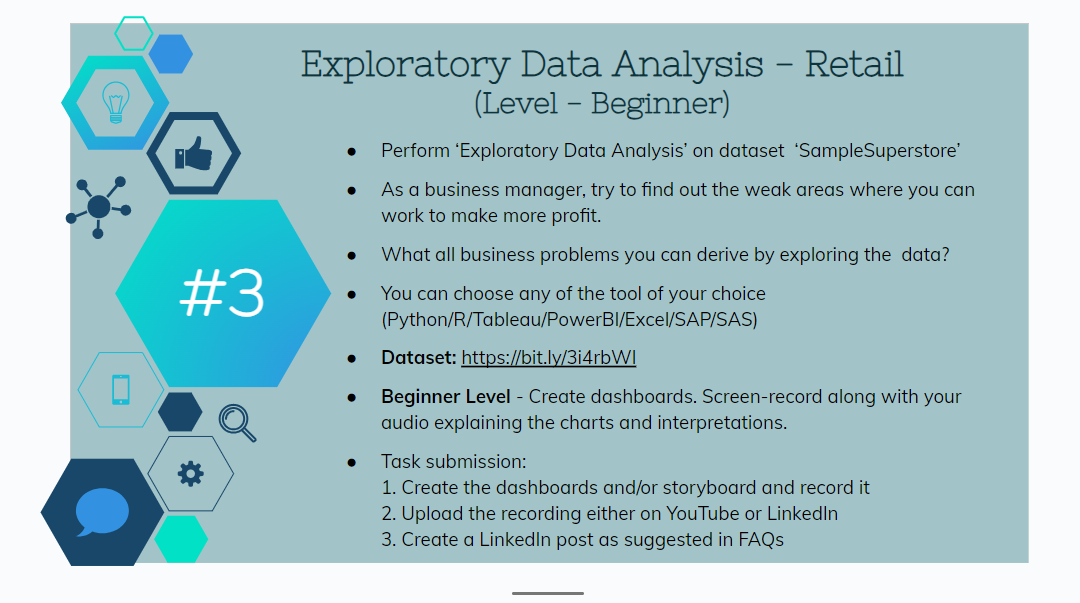 Exploratory Data Analysis – Retail
(Level – Beginner)
#3
● Perform ‘Exploratory Data Analysis’ on dataset ‘SampleSuperstore’
● As a business manager, try to find out the weak areas where you can
work to make more profit.
● What all business problems you can derive by exploring the data?
● You can choose any of the tool of your choice
(Python/R/Tableau/PowerBI/Excel/SAP/SAS)
● Dataset: https://bit.ly/3i4rbWl
● Beginner Level - Create dashboards. Screen-record along with your
audio explaining the charts and interpretations.
● Task submission:
1. Create the dashboards and/or storyboard and record it
2. Upload the recording either on YouTube or LinkedIn
3. Create a LinkedIn post as suggested in FAQs